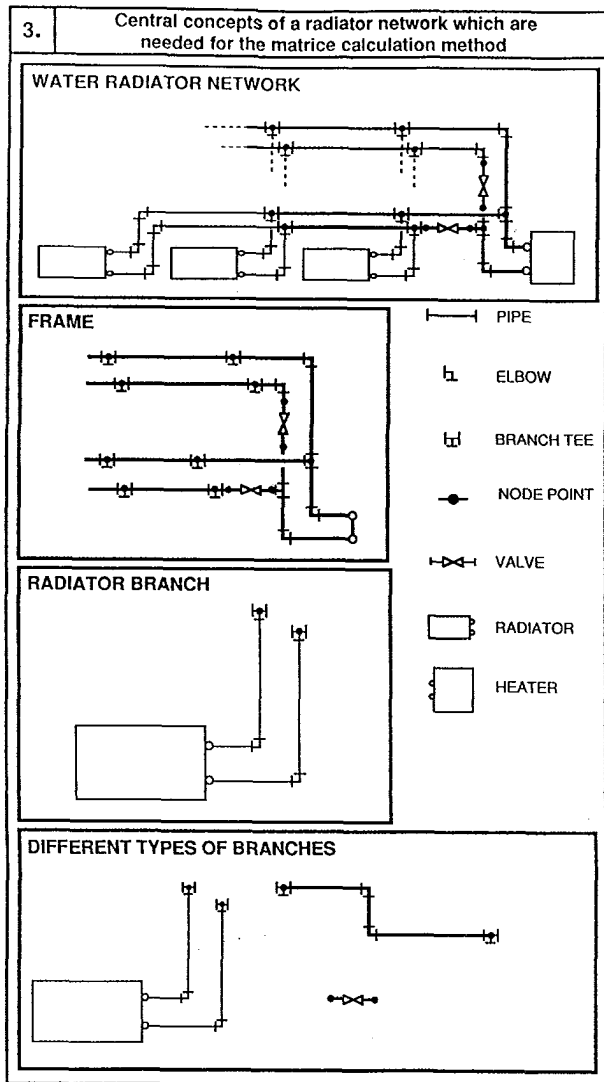 3.
Central concepts of a radiator network which are
needed for the matrice calculation method
WATER RADIATOR NETWORK
FRAME
PIPE
ELBOW
BRANCH TEE
NODE POINT
VALVE
RADIATOR
HEATER
RADIATOR BRANCH
DIFFERENT TYPES OF BRANCHES